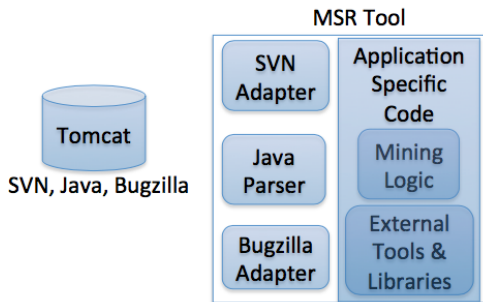 MSR Tool
Tomcat
SVN, Java, Bugzilla
SVN
Adapter
Java
Parser
Bugzilla
Adapter
Application
Specific
Code
Mining
Logic
External
Tools &
Libraries